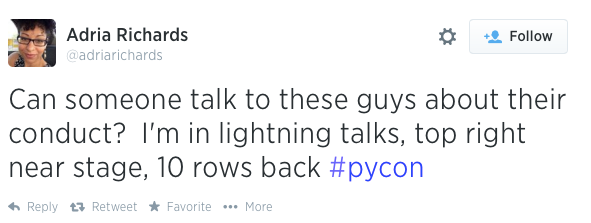 Adria Richards
@adriarichards
Follow
Can someone talk to these guys about their
conduct?  I'm in lightning talks, top right
near stage, 10 rows back #pycon
Reply Retweet Favorite More